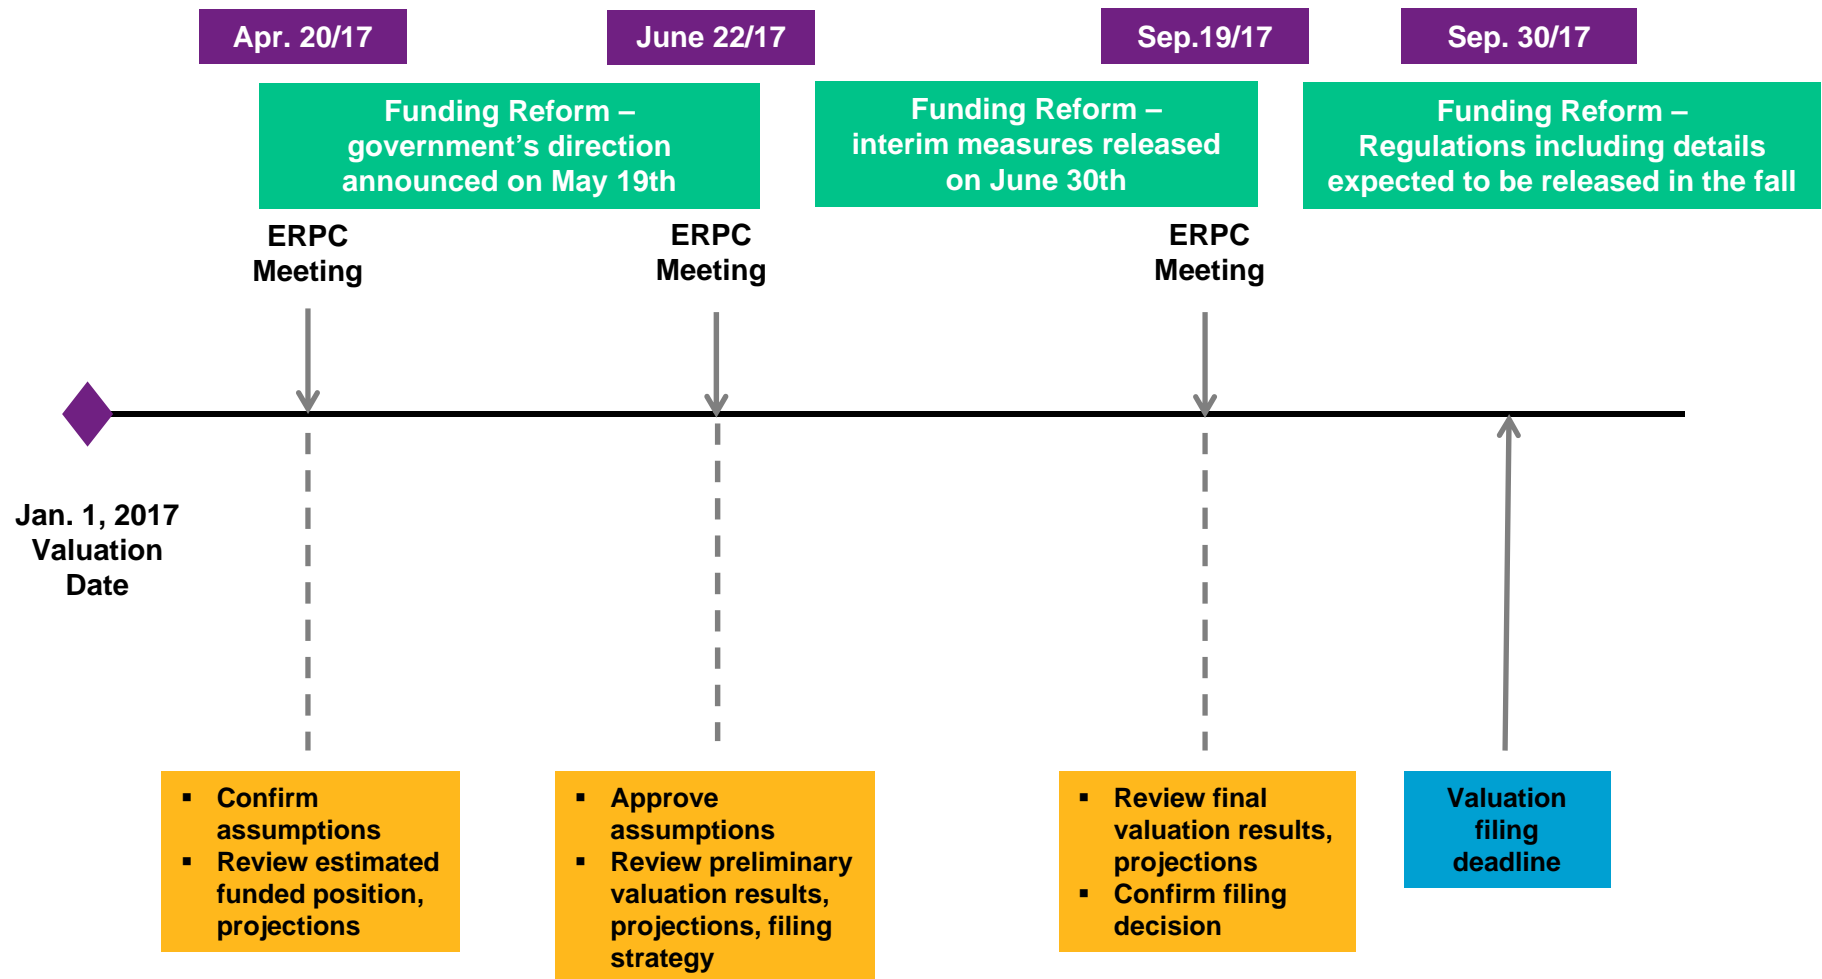 Apr. 20/17
June 22/17
Sep.19/17
Sep. 30/17
Funding Reform –
government’s direction
announced on May 19th
Funding Reform –
interim measures released
on June 30th
Funding Reform –
Regulations including details
expected to be released in the fall
ERPC
Meeting
ERPC
Meeting
ERPC
Meeting
Jan. 1, 2017
Valuation
Date
▪ Confirm
assumptions
▪ Review estimated
funded position,
projections
▪ Approve
assumptions
▪ Review preliminary
valuation results,
projections, filing
strategy
▪ Review final
valuation results,
projections
▪ Confirm filing
decision
Valuation
filing
deadline